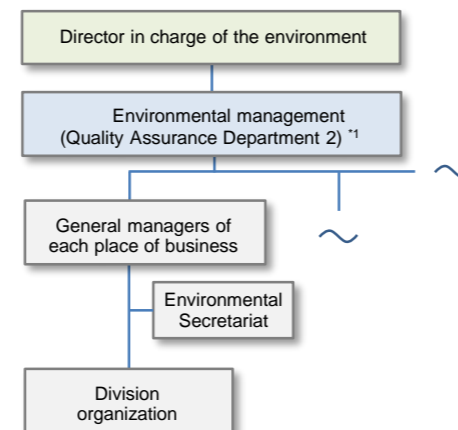 Director in charge of the environment
Environmental management
(Quality Assurance Department 2) *1
General managers of
each place of business
Environmental
Secretariat
Division
organization